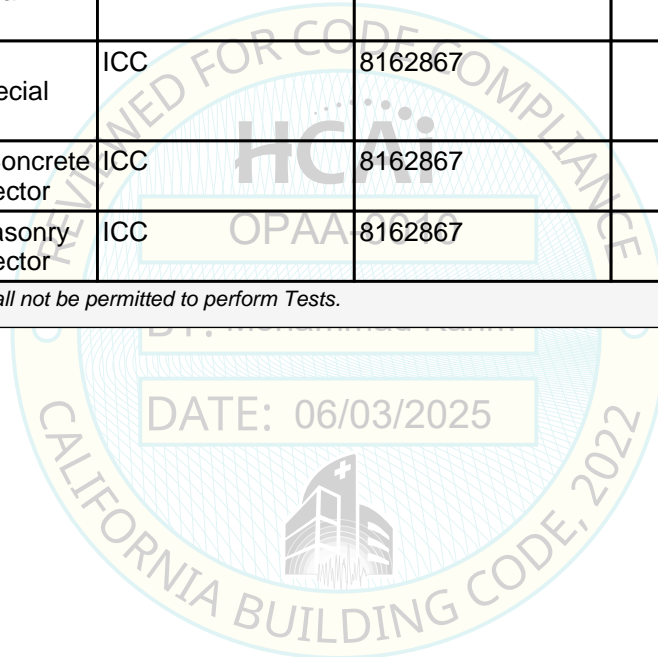 ICC 8162867
ecial
oncrete ICC 8162867
ector
asonry ICC 8162867
ector
all not be permitted to perform Tests.
REVIEWED FOR CODE COMPLIANCE
HCAi
DATE: 06/03/2025
CALIFORNIA BUILDING CODE, 2022